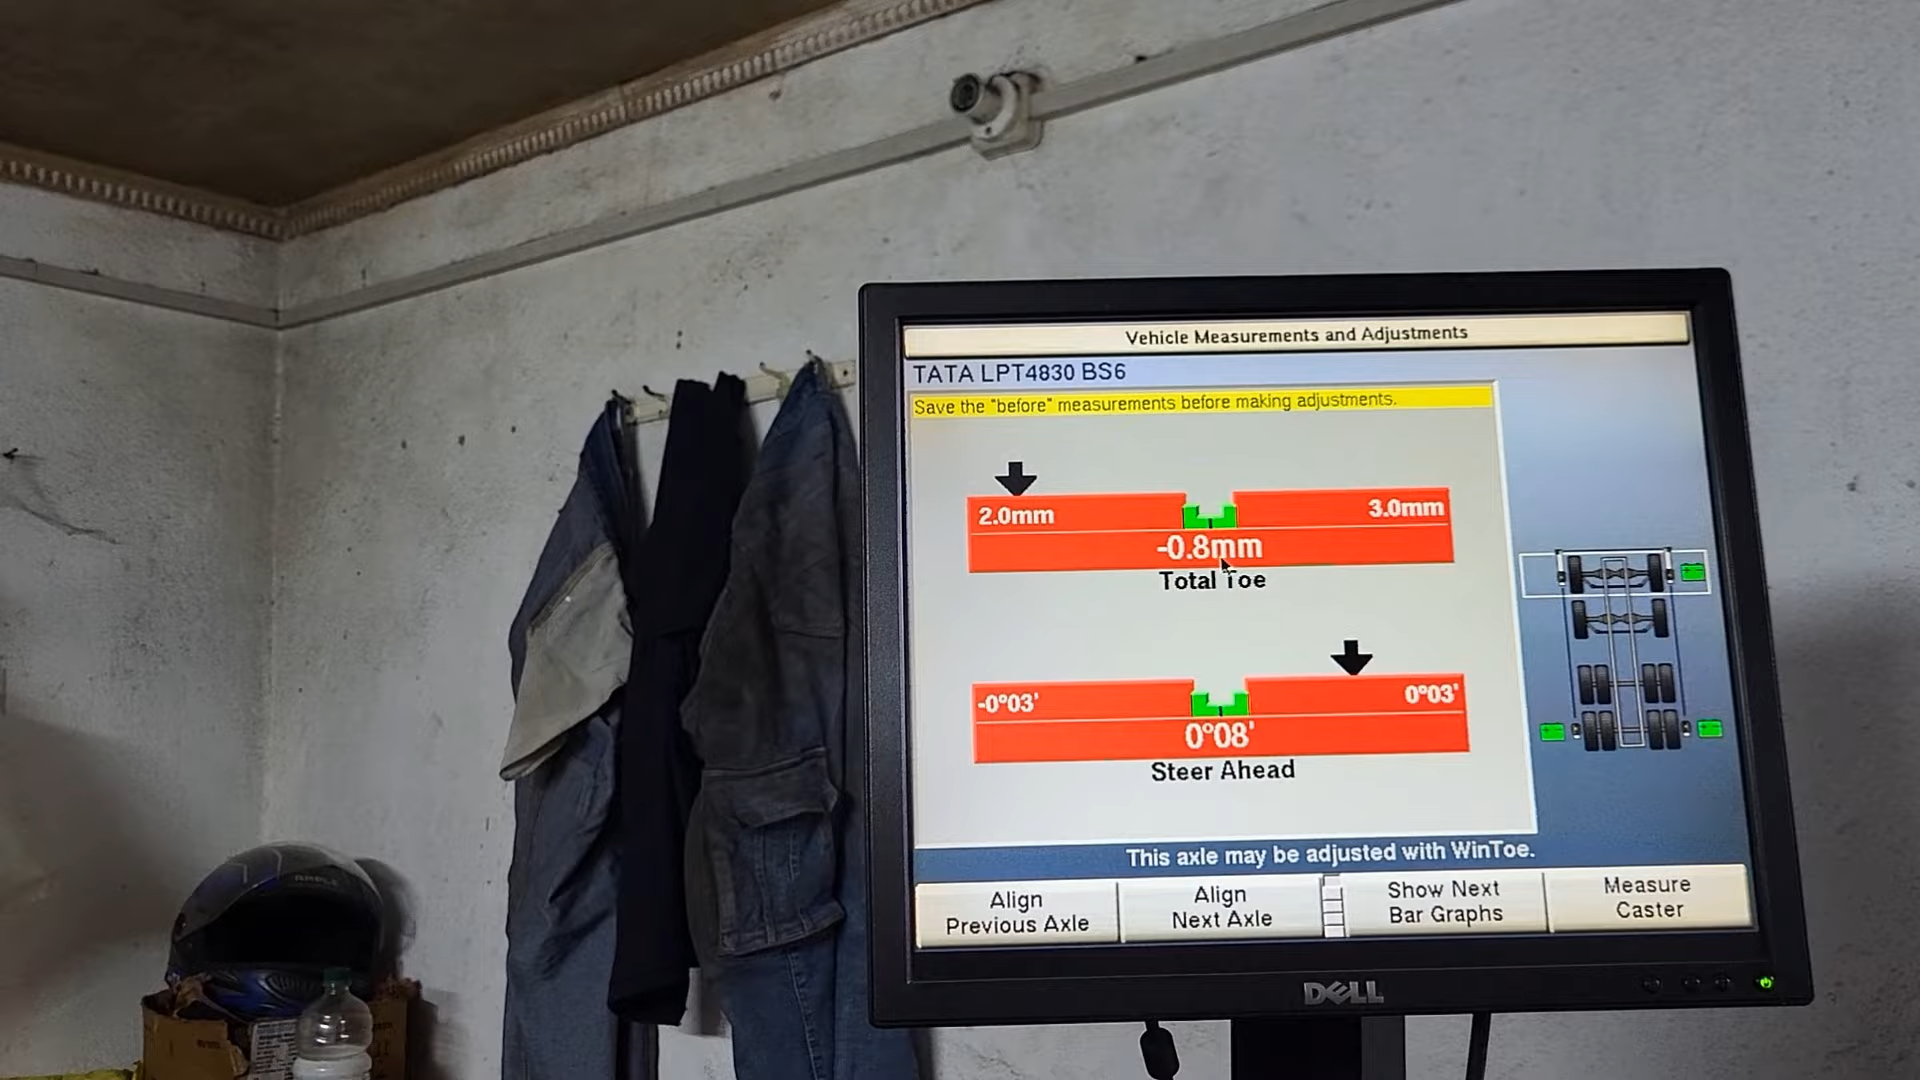 Vehicle Measurements and Adjustments
TATA LPT4830 BS6
Save the "before" measurements before making adjustments.
2.0mm
3.0mm
-0.8mm
Total Toe
-0°03'
0°03'
0°08'
Steer Ahead
This axle may be adjusted with WinToe.
Align
Previous Axle
Align
Next Axle
Show Next
Bar Graphs
Measure
Caster
DELL
AMPLE